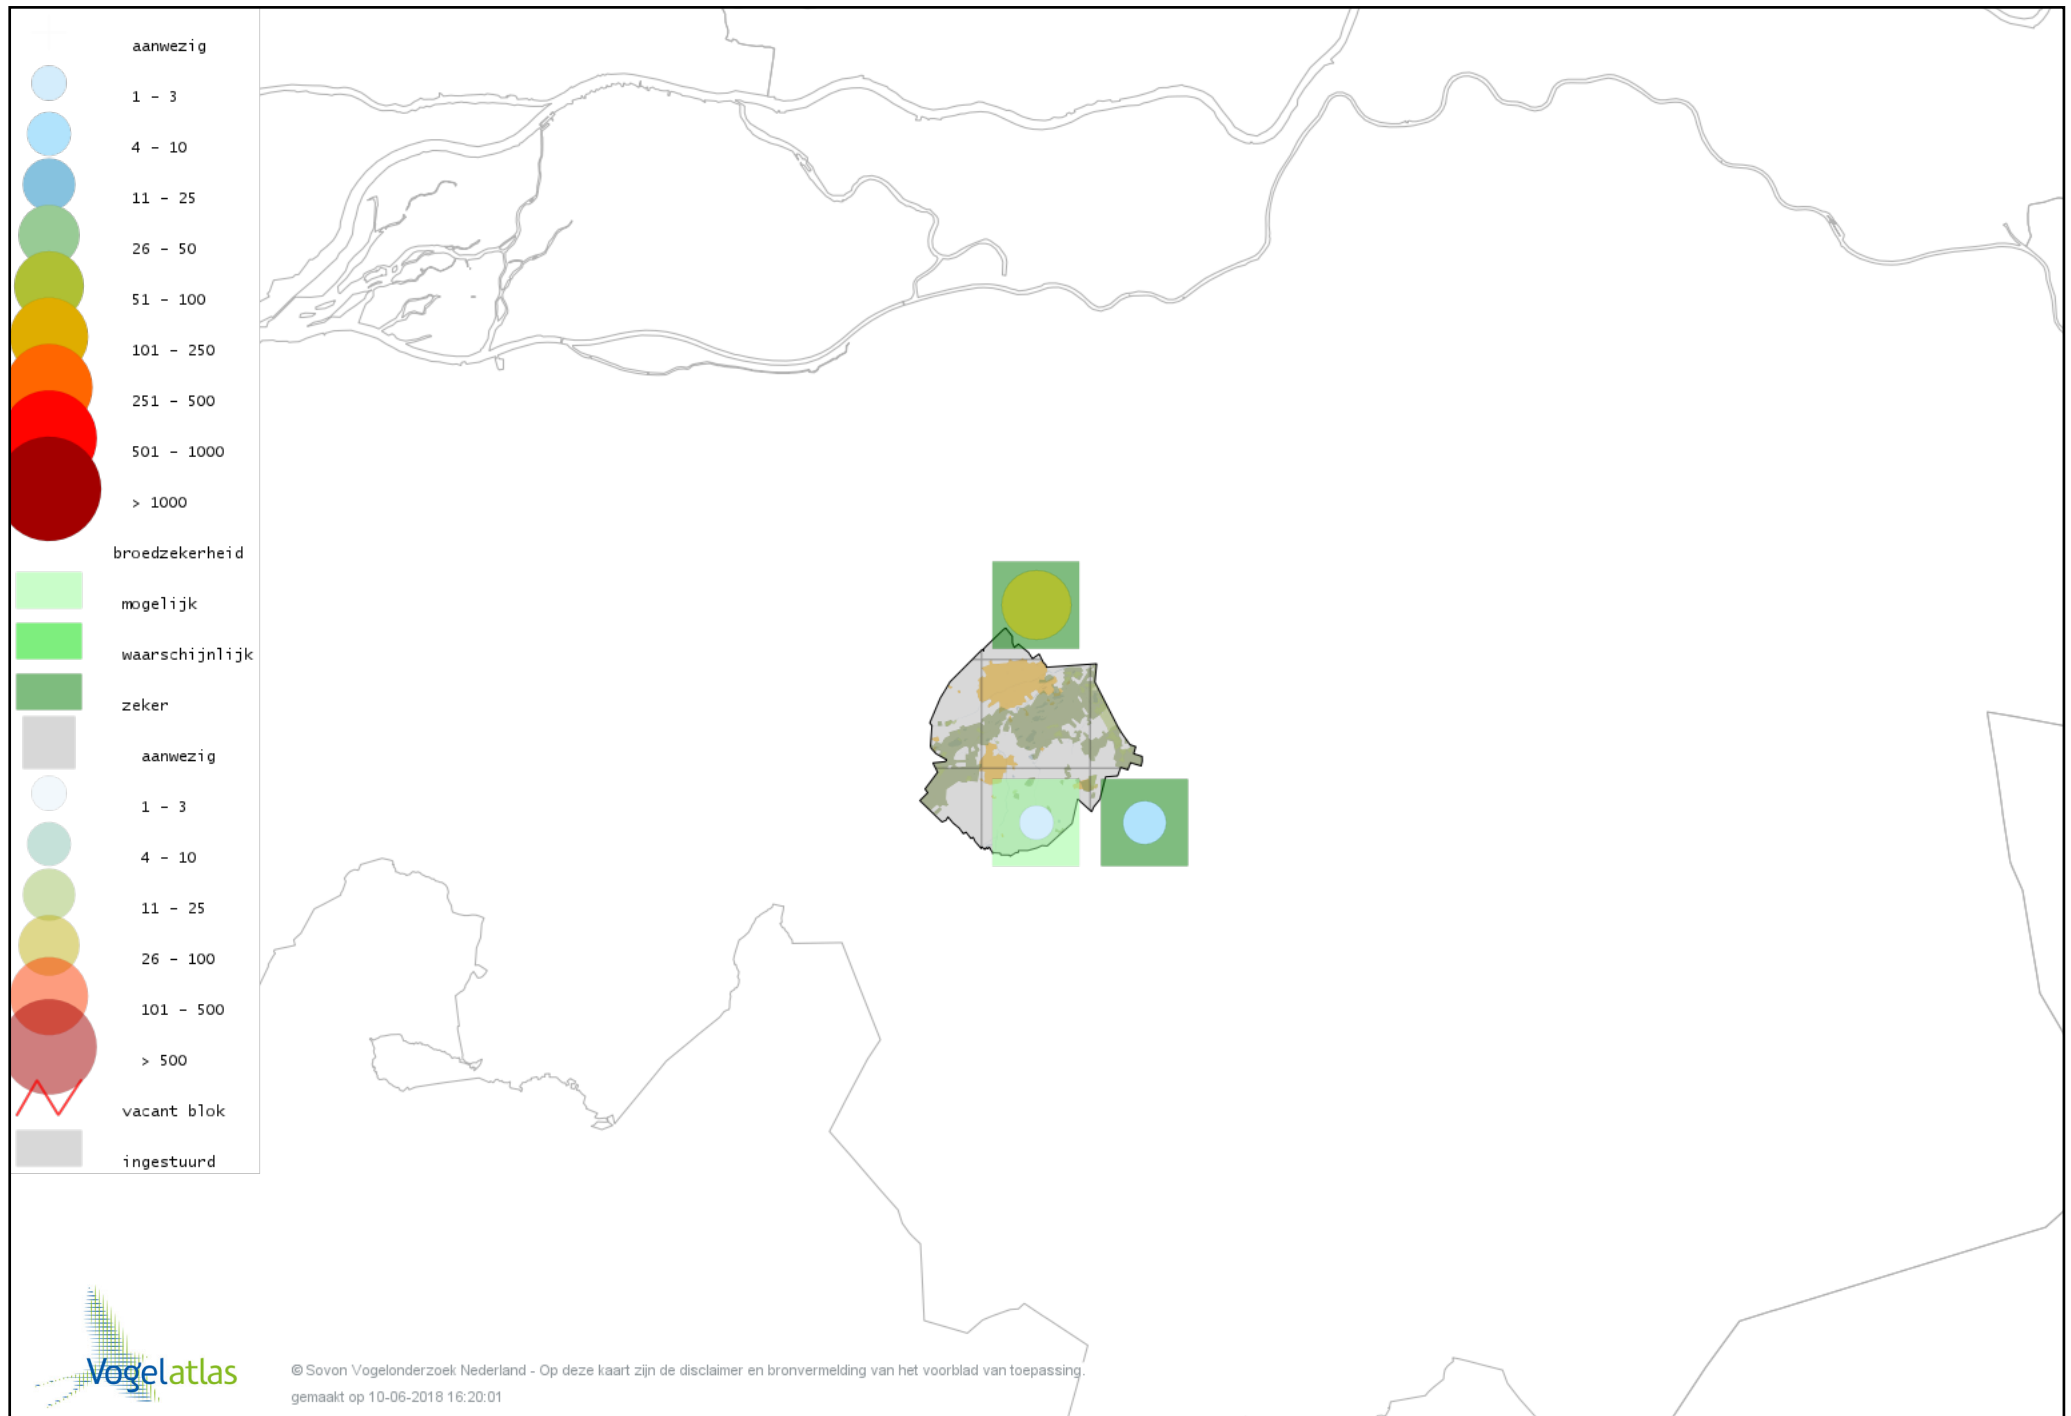 aanwezig
1 - 3
4 - 10
11 - 25
26 - 50
51 - 100
101 - 250
251 - 500
501 - 1000
> 1000
broedzekerheid
mogelijk
waarschijnlijk
zeker
aanwezig
1 - 3
4 - 10
11 - 25
26 - 100
101 - 500
> 500
vacant blok
ingestuurd
Vogelatlas
© Sovon Vogelonderzoek Nederland - Op deze kaart zijn de disclaimer en bronvermelding van het voorblad van toepassing.
gemaakt op 10-06-2018 16:20:01